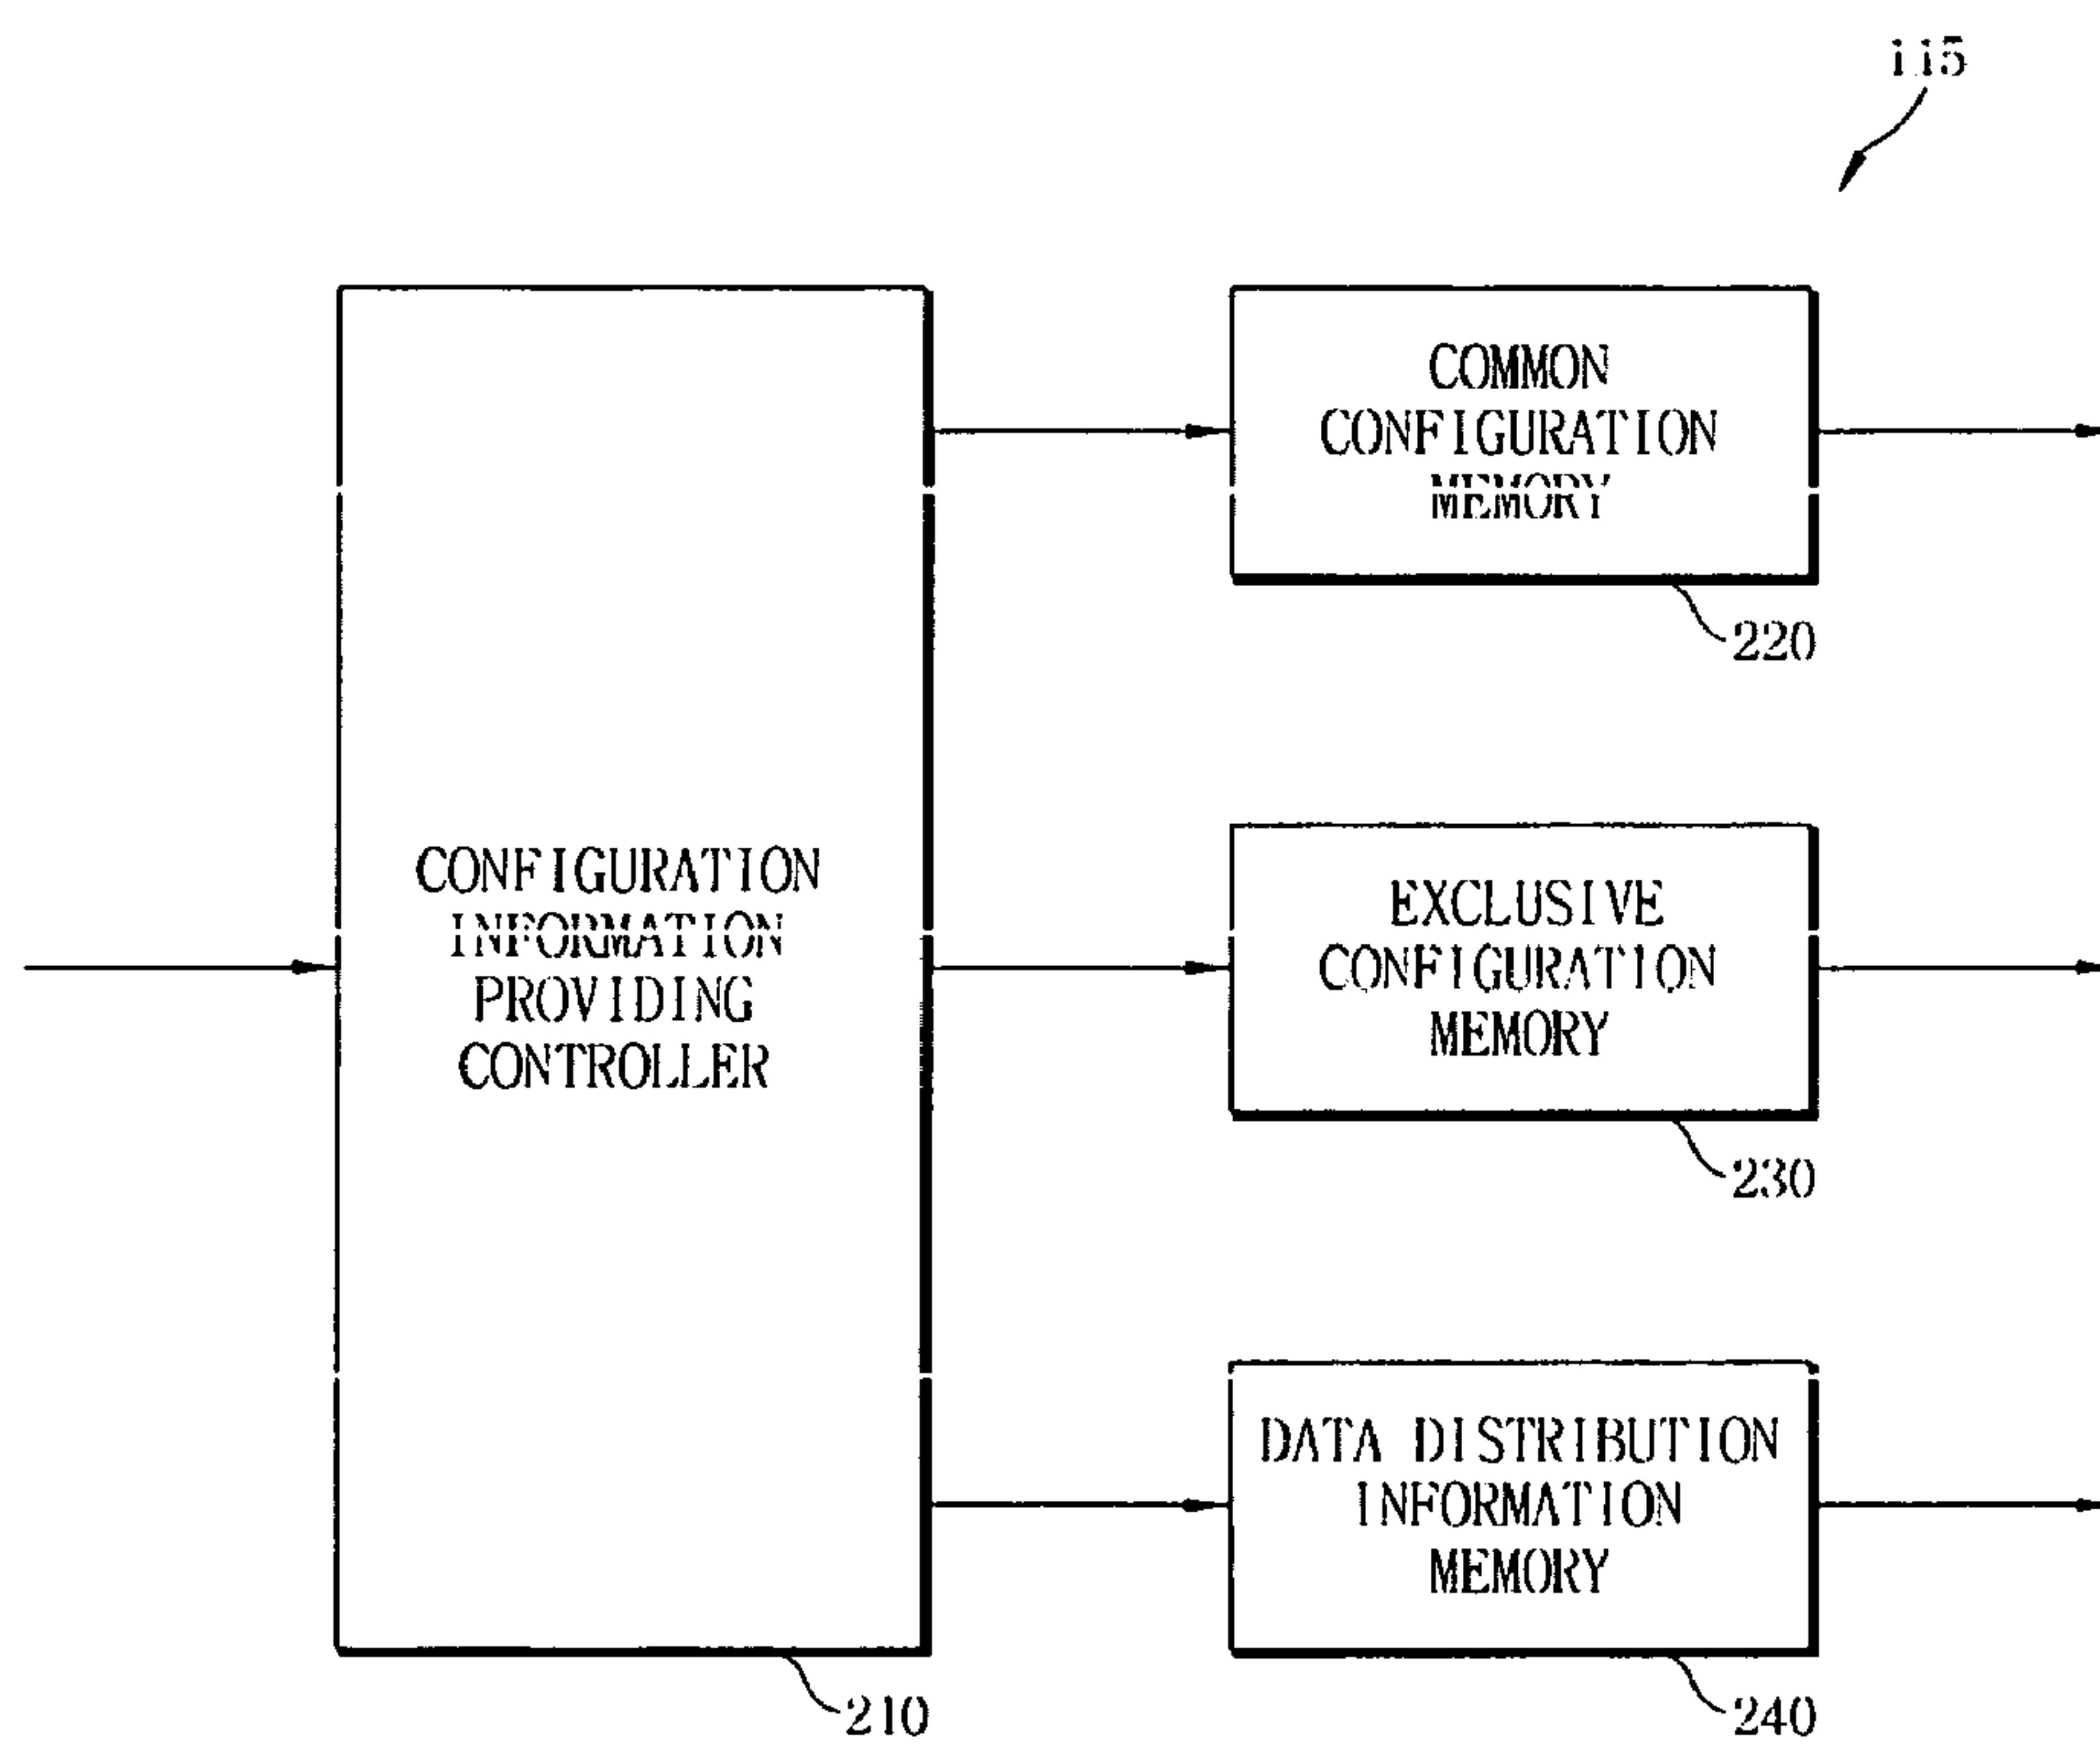 115
COMMON
CONFIGURATION
MEMORY
220
CONFIGURATION
INFORMATION
PROVIDING
CONTROLLER
210
EXCLUSIVE
CONFIGURATION
MEMORY
230
DATA DISTRIBUTION
INFORMATION
MEMORY
240